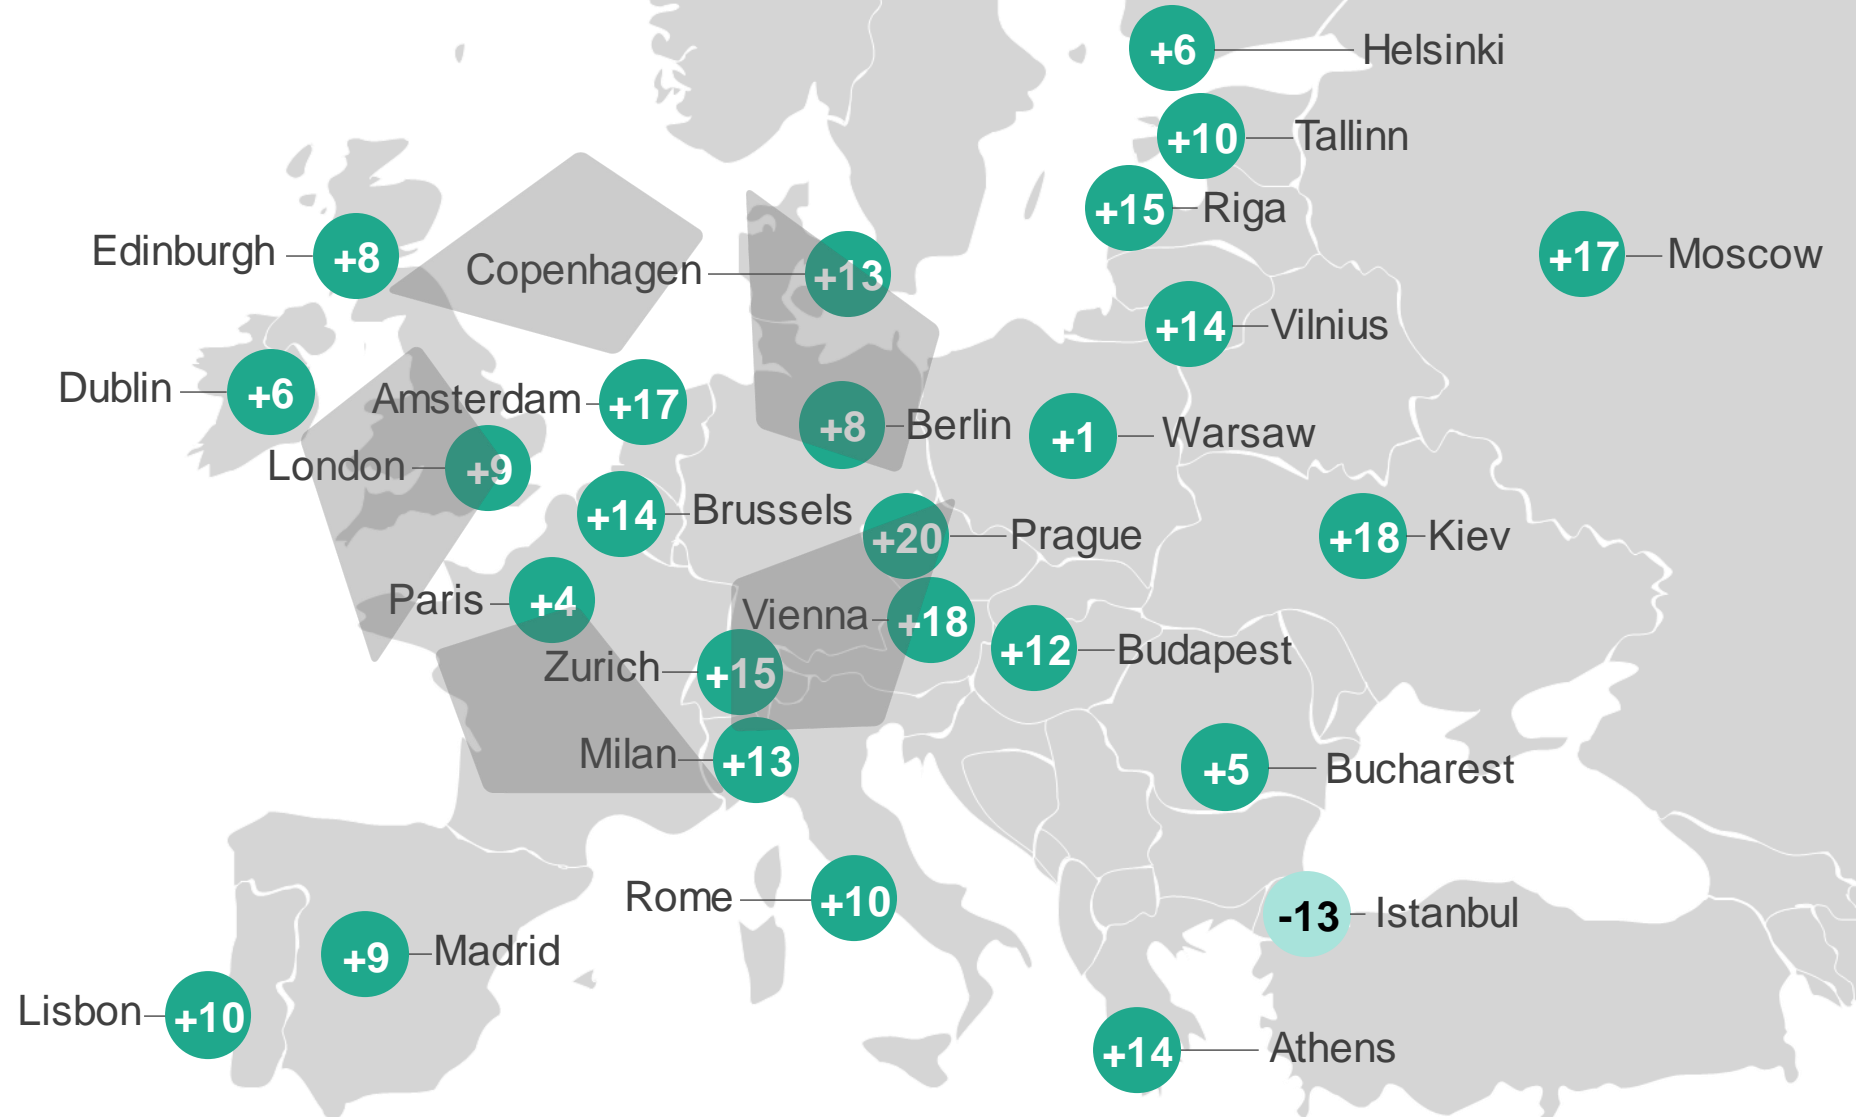 +6 Helsinki
+10 Tallinn
+15 Riga
Edinburgh +8
Copenhagen +13
+17 Moscow
+14 Vilnius
Dublin +6
Amsterdam +17
+8 Berlin
+1 Warsaw
London +9
+14 Brussels
+20 Prague
+18 Kiev
Paris +4
Vienna +18
+12 Budapest
Zurich +15
Milan +13
+5 Bucharest
Rome +10
-13 Istanbul
+9 Madrid
Lisbon +10
+14 Athens